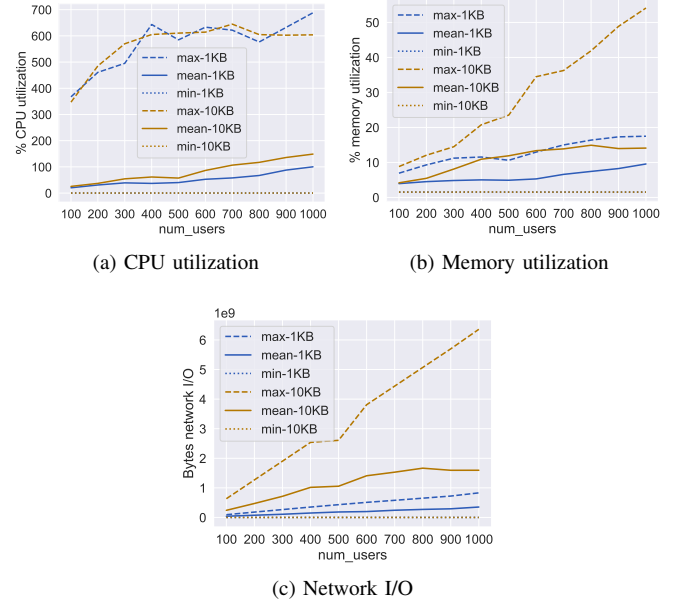 700
600
500
400
300
200
100
0
% CPU utilization
max-1KB
mean-1KB
min-1KB
max-10KB
mean-10KB
min-10KB
100 200 300 400 500 600 700 800 900 1000
num_users
(a) CPU utilization
50
40
30
20
10
0
% memory utilization
max-1KB
mean-1KB
min-1KB
max-10KB
mean-10KB
min-10KB
100 200 300 400 500 600 700 800 900 1000
num_users
(b) Memory utilization
1e9
6
5
4
3
2
1
0
Bytes network I/O
max-1KB
mean-1KB
min-1KB
max-10KB
mean-10KB
min-10KB
100 200 300 400 500 600 700 800 900 1000
num_users
(c) Network I/O